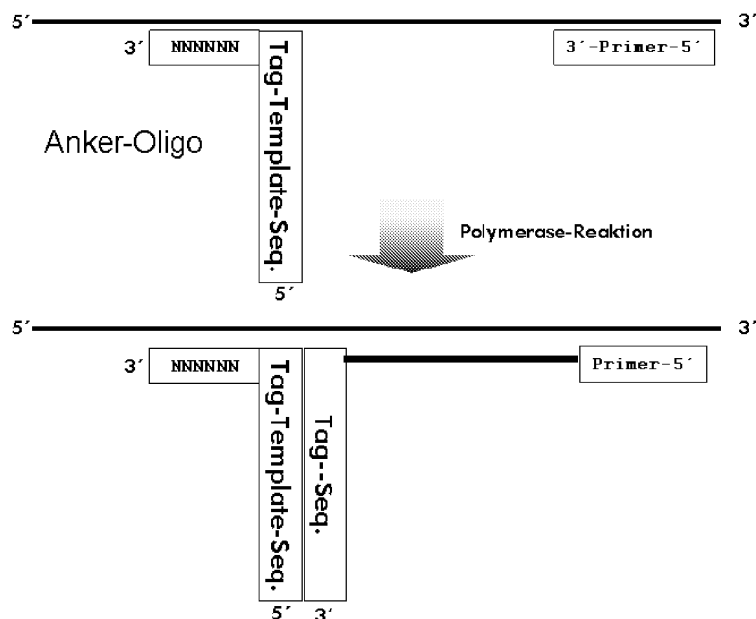 5´ 3´
3´ NNNNNN 3´-Primer-5´
Tag-Template-Seq.
Anker-Oligo
5´
Polymerase-Reaktion
5´ 3´
3´ NNNNNN Primer-5´
Tag-Template-Seq.
Tag--Seq.
5´ 3´